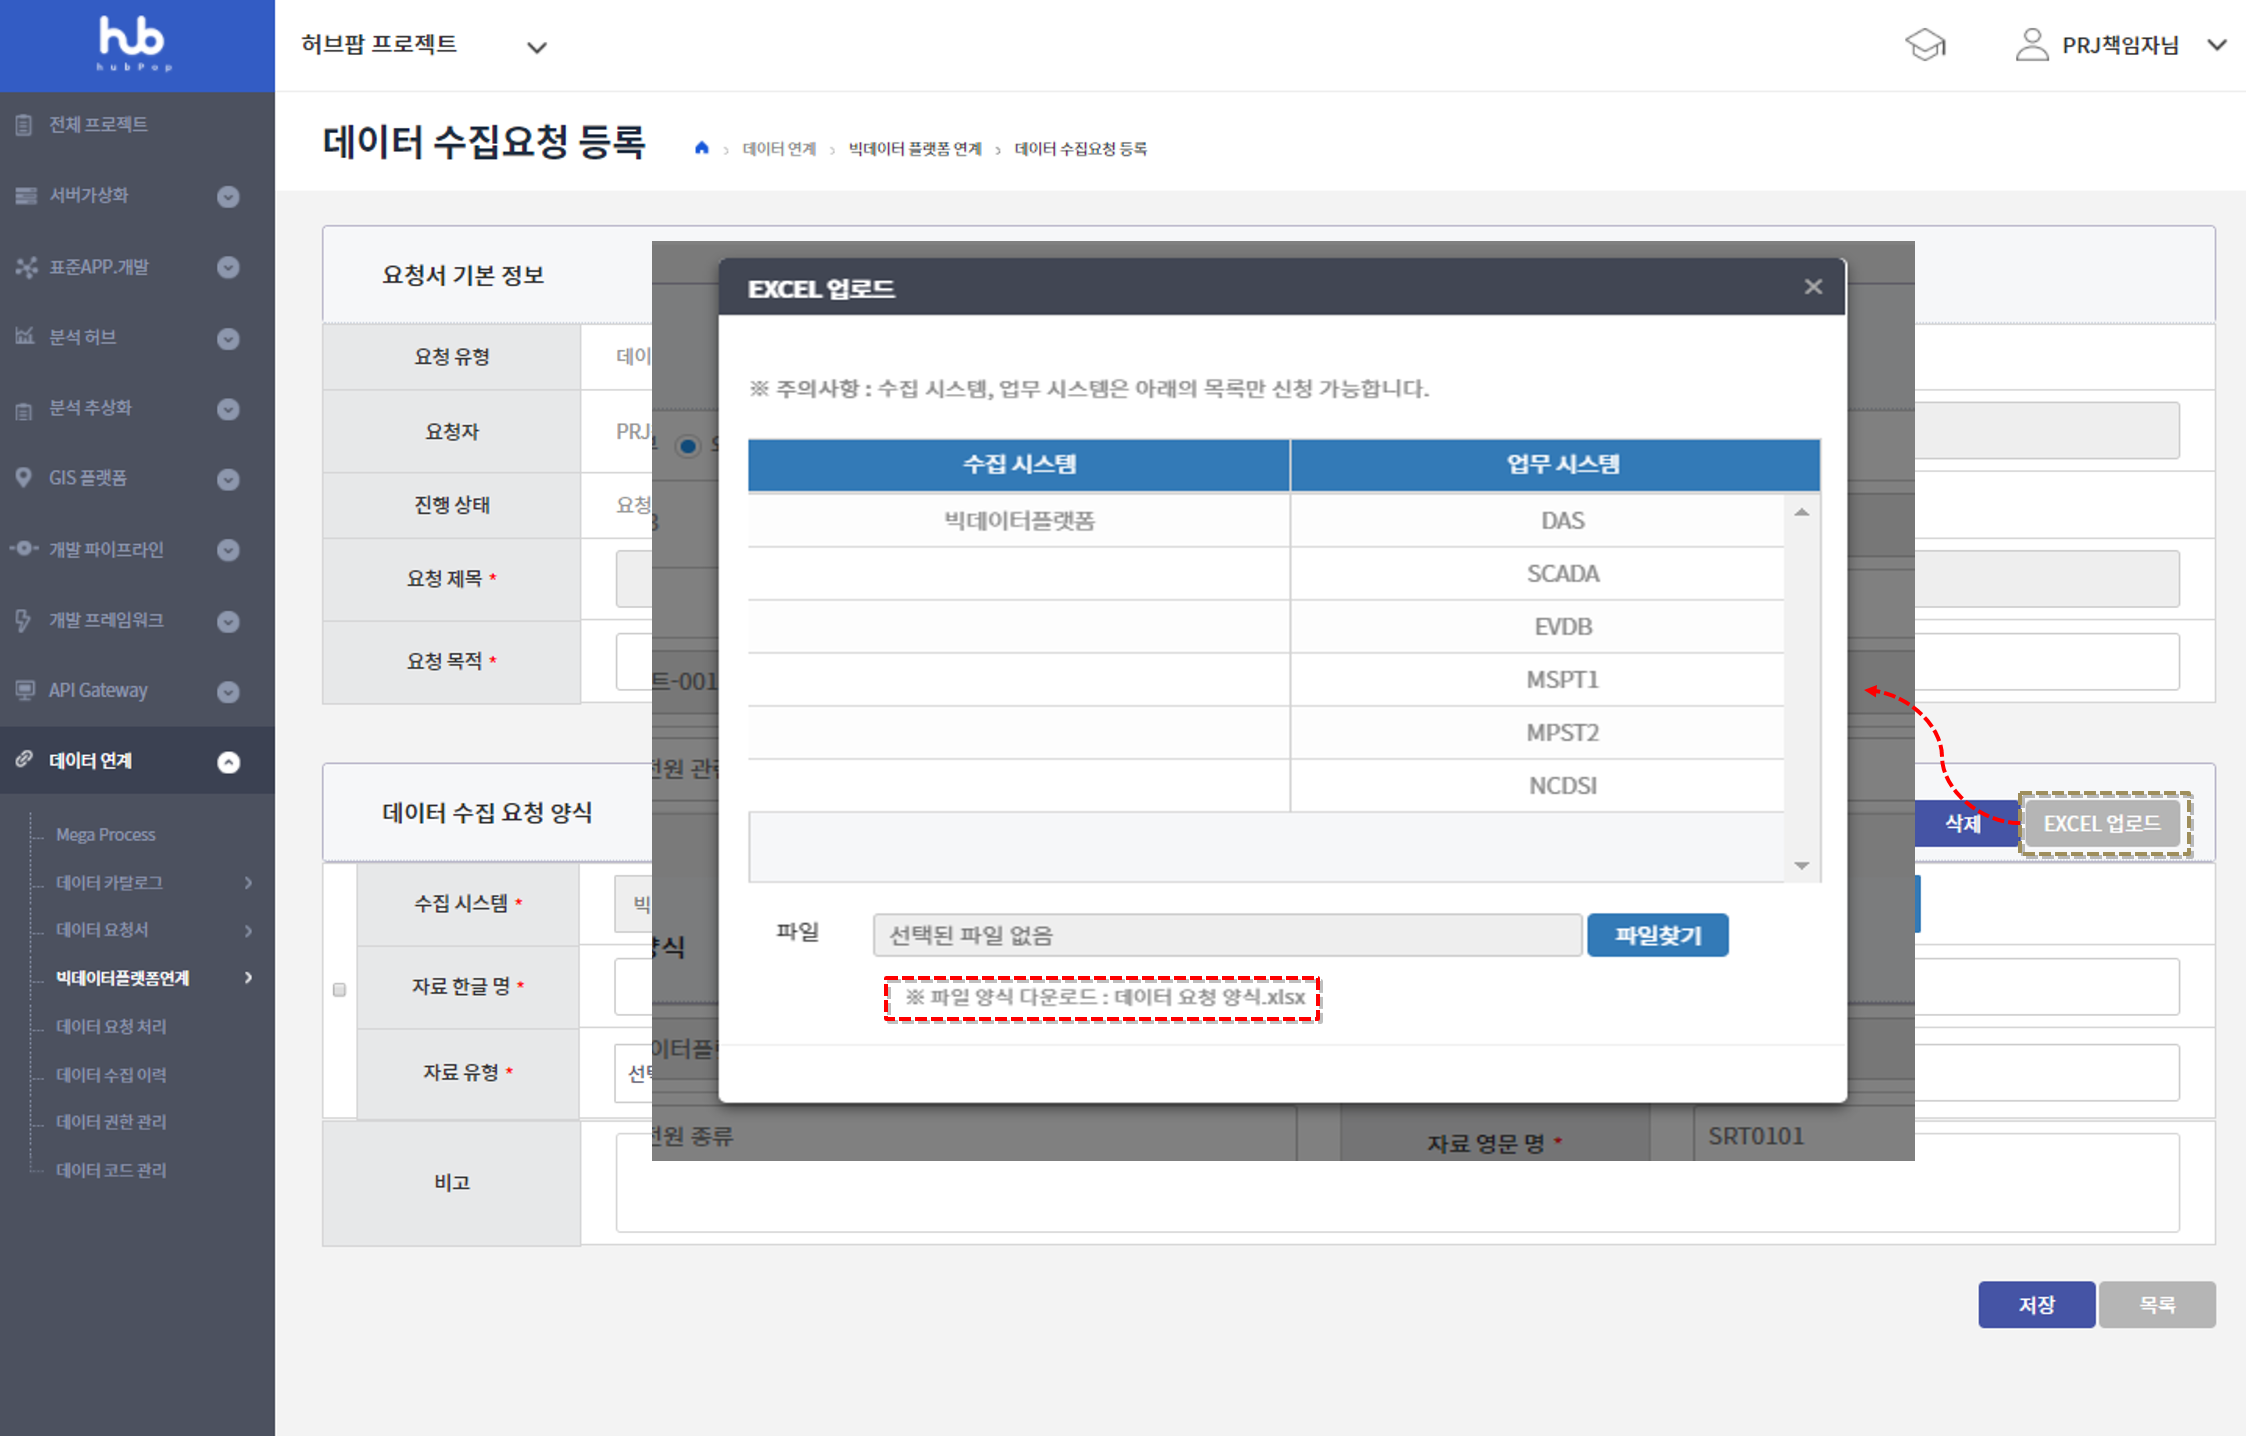 hub
hubPop
허브팝 프로젝트
PRJ책임자님
전체 프로젝트
서버가상화
표준APP.개발
분석 허브
분석 추상화
GIS 플랫폼
개발 파이프라인
개발 프레임워크
API Gateway
데이터 연계
Mega Process
데이터 카탈로그
데이터 요청서
빅데이터플랫폼연계
데이터 요청 처리
데이터 수집 이력
데이터 권한 관리
데이터 코드 관리
데이터 수집요청 등록
데이터 연계 > 빅데이터 플랫폼 연계 > 데이터 수집요청 등록
요청서 기본 정보
요청 유형
데이
요청자
PRJ
진행 상태
요청
요청 제목 *
요청 목적 *
트-001
전원 관
데이터 수집 요청 양식
삭제
EXCEL 업로드
수집 시스템 *
빅
양식
자료 한글 명 *
자료 유형 *
선택
이터플
전원 종류
자료 영문 명 *
SRT0101
비고
저장
목록
EXCEL 업로드
×
※ 주의사항 : 수집 시스템, 업무 시스템은 아래의 목록만 신청 가능합니다.
수집 시스템
업무 시스템
빅데이터플랫폼
DAS
SCADA
EVDB
MSPT1
MPST2
NCDSI
파일
선택된 파일 없음
파일찾기
※ 파일 양식 다운로드 : 데이터 요청 양식.xlsx